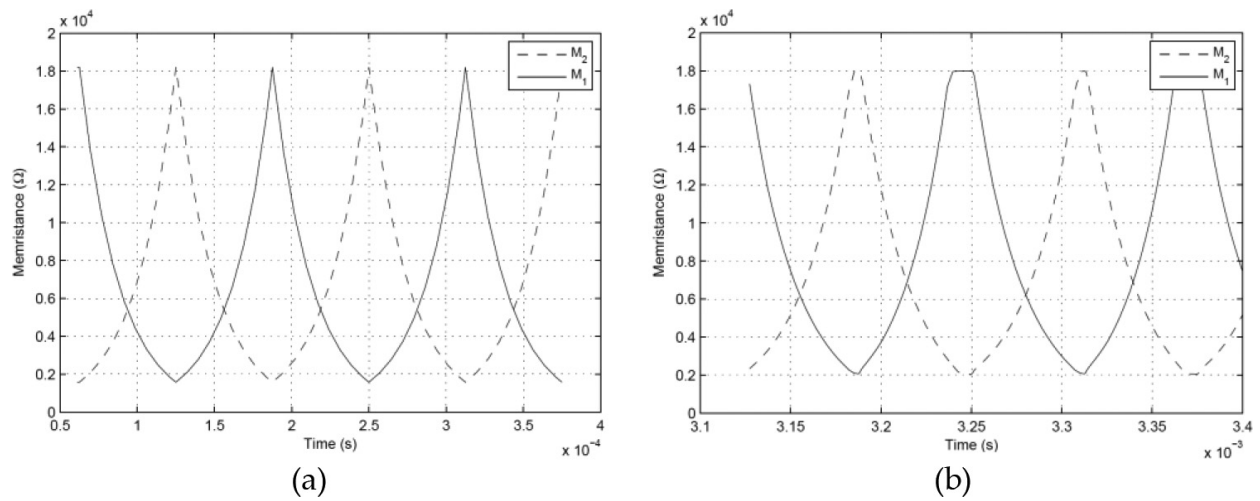 x 10⁴
2
1.8
1.6
1.4
1.2
1
0.8
0.6
0.4
0.2
0
Memristance (Ω)
0.5 1 1.5 2 2.5 3 3.5 4
Time (s)
x 10⁻⁴
M₂
M₁
(a)
x 10⁴
2
1.8
1.6
1.4
1.2
1
0.8
0.6
0.4
0.2
0
Memristance (Ω)
3.1 3.15 3.2 3.25 3.3 3.35 3.4
Time (s)
x 10⁻³
M₂
M₁
(b)